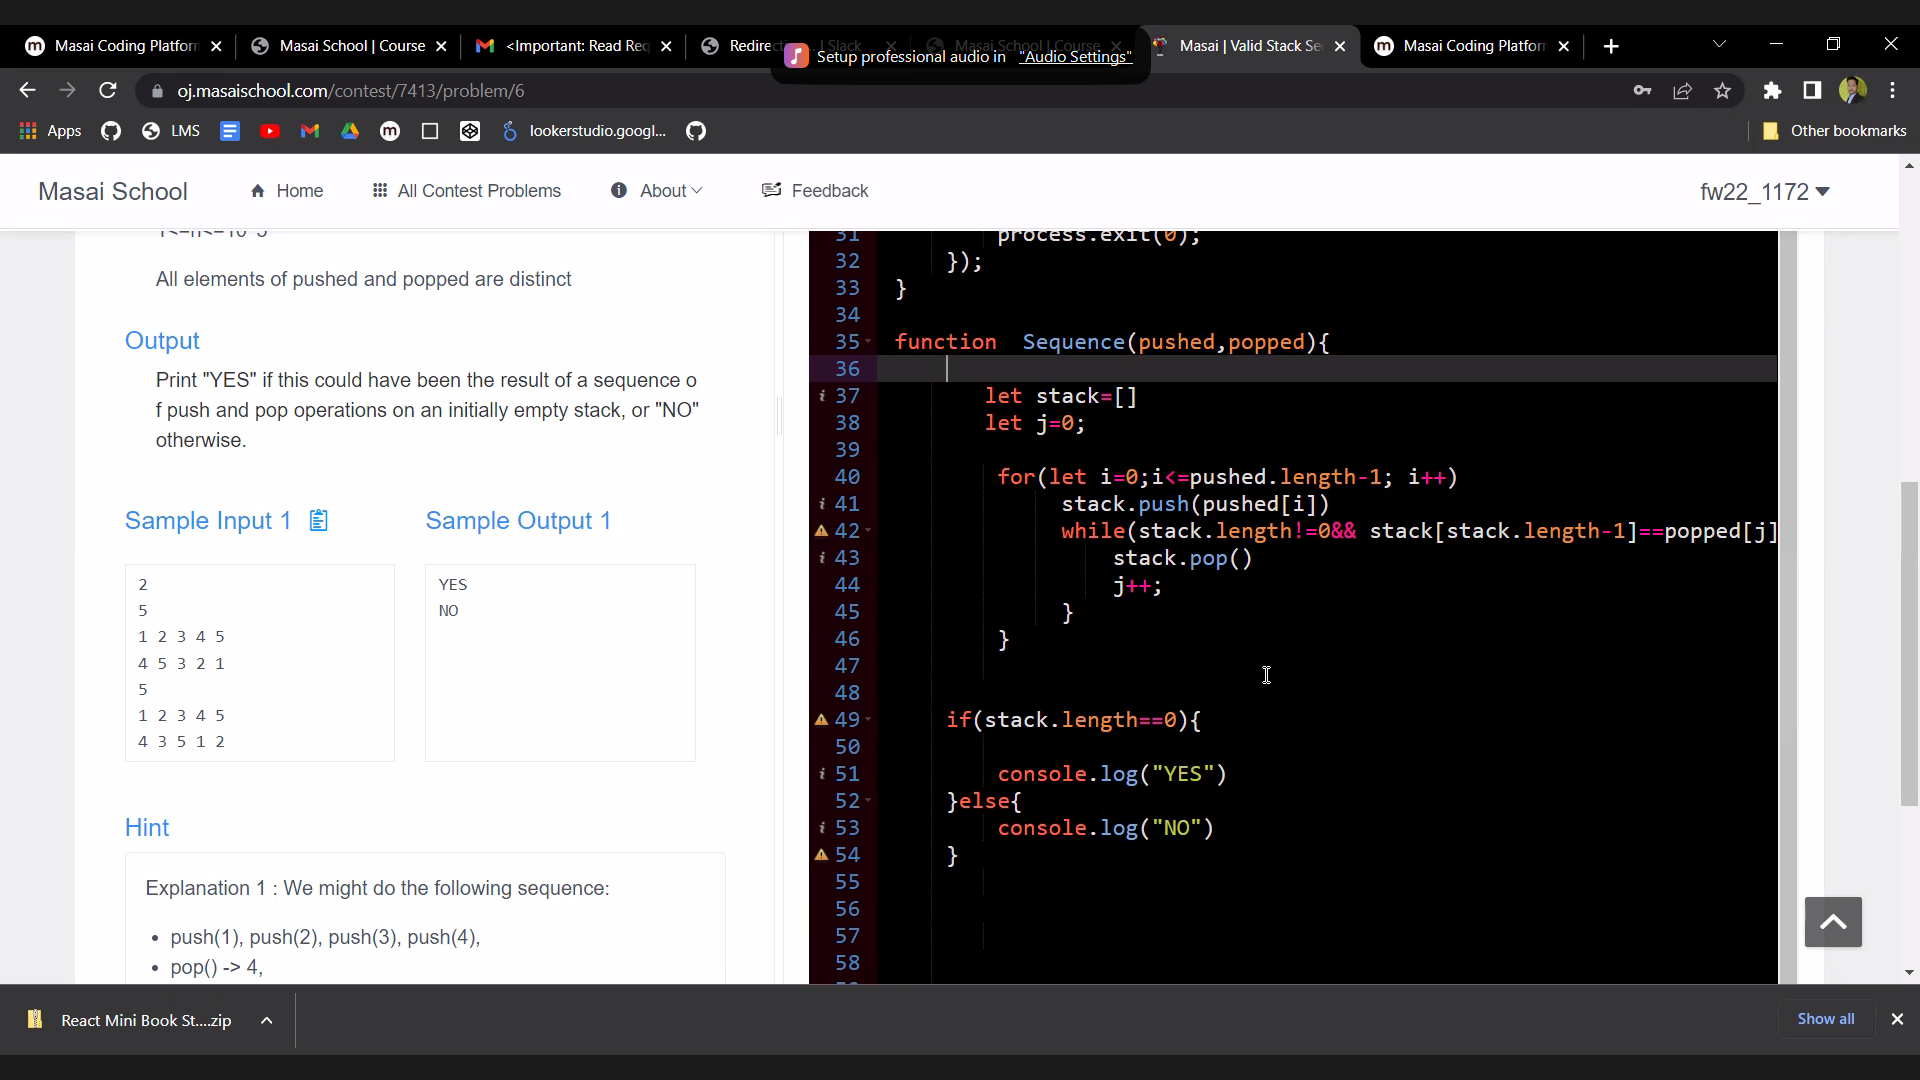 Masai Coding Platforr
Masai School | Course
<Important: Read Req
Redirec
Setup professional audio in "Audio Settings"
Masai | Valid Stack Se
Masai Coding Platforr
oj.masaischool.com/contest/7413/problem/6
Apps
LMS
lookerstudio.googl...
Other bookmarks
Masai School
Home
All Contest Problems
About
Feedback
fw22_1172
All elements of pushed and popped are distinct
Output
Print "YES" if this could have been the result of a sequence o
f push and pop operations on an initially empty stack, or "NO"
otherwise.
Sample Input 1
Sample Output 1
2
5
1 2 3 4 5
4 5 3 2 1
5
1 2 3 4 5
4 3 5 1 2
YES
NO
Hint
Explanation 1 : We might do the following sequence:
• push(1), push(2), push(3), push(4),
• pop() -> 4,
31 process.exit(0);
32 });
33 }
34
35 function  Sequence(pushed,popped){
36
37 let stack=[]
38 let j=0;
39
40 for(let i=0;i<=pushed.length-1; i++)
41 stack.push(pushed[i])
42 while(stack.length!=0&& stack[stack.length-1]==popped[j]
43 stack.pop()
44 j++;
45 }
46 }
47
48
49 if(stack.length==0){
50
51 console.log("YES")
52 }else{
53 console.log("NO")
54 }
55
56
57
58
React Mini Book St....zip
Show all